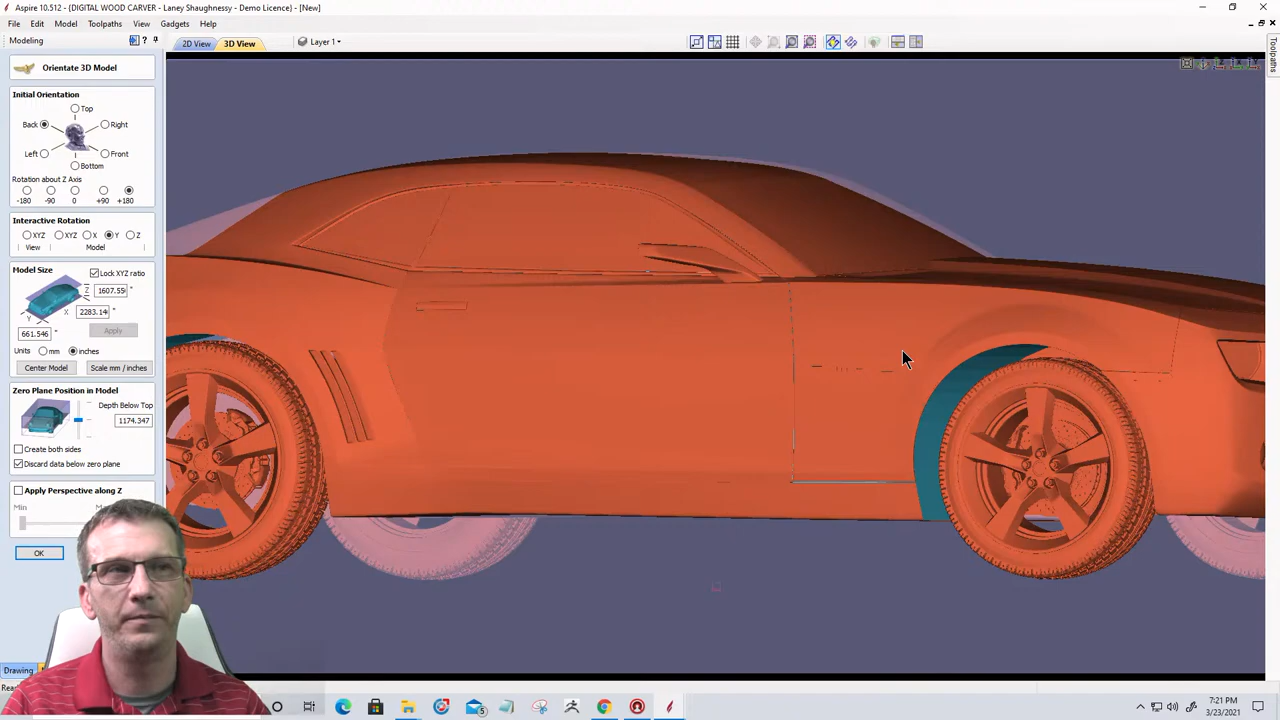 Aspire 10.512 - {DIGITAL WOOD CARVER - Laney Shaughnessy - Demo Licence} - [New]
File Edit Model Toolpaths View Gadgets Help
Modeling
2D View 3D View Layer 1
Toolpaths
Orientate 3D Model
Initial Orientation
Top
Back Right
Left Front
Bottom
Rotation about Z Axis
-180 -90 0 +90 +180
Interactive Rotation
XYZ XYZ X Y Z
View Model
Model Size
Lock XYZ ratio
Z 1607.59
X 2283.14 "
Y
661.546 "
Apply
Units mm inches
Center Model Scale mm / inches
Zero Plane Position in Model
Depth Below Top
1174.347
Create both sides
Discard data below zero plane
Apply Perspective along Z
Min
OK
Drawing
7:21 PM
3/23/2021